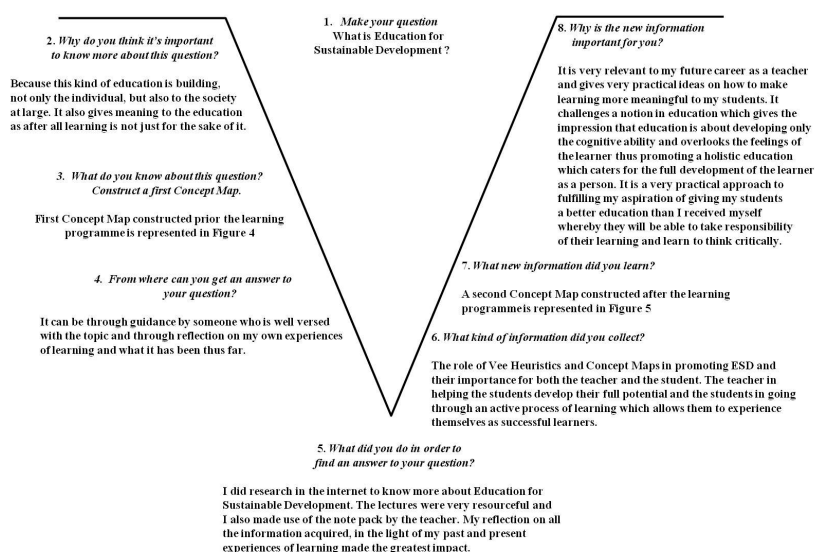 1. Make your question
What is Education for
Sustainable Development ?
2. Why do you think it's important
to know more about this question?
Because this kind of education is building,
not only the individual, but also to the society
at large. It also gives meaning to the education
as after all learning is not just for the sake of it.
3. What do you know about this question?
Construct a first Concept Map.
First Concept Map constructed prior the learning
programme is represented in Figure 4
4. From where can you get an answer to
your question?
It can be through guidance by someone who is well versed
with the topic and through reflection on my own experiences
of learning and what it has been thus far.
5. What did you do in order to
find an answer to your question?
I did research in the internet to know more about Education for
Sustainable Development. The lectures were very resourceful and
I also made use of the note pack by the teacher. My reflection on all
the information acquired, in the light of my past and present
experiences of learning made the greatest impact.
6. What kind of information did you collect?
The role of Vee Heuristics and Concept Maps in promoting ESD and
their importance for both the teacher and the student. The teacher in
helping the students develop their full potential and the students in going
through an active process of learning which allows them to experience
themselves as successful learners.
7. What new information did you learn?
A second Concept Map constructed after the learning
programme is represented in Figure 5
8. Why is the new information
important for you?
It is very relevant to my future career as a teacher
and gives very practical ideas on how to make
learning more meaningful to my students. It
challenges a notion in education which gives the
impression that education is about developing only
the cognitive ability and overlooks the feelings of
the learner thus promoting a holistic education
which caters for the full development of the learner
as a person. It is a very practical approach to
fulfilling my aspiration of giving my students
a better education than I received myself
whereby they will be able to take responsibility
of their learning and learn to think critically.